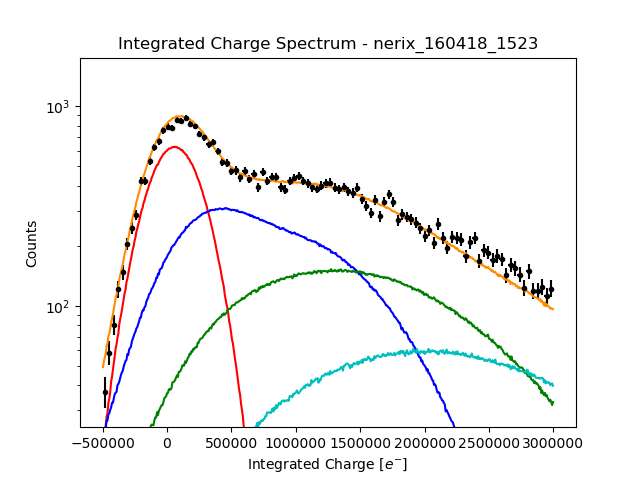 Integrated Charge Spectrum - nerix_160418_1523
Counts
10³
10²
−500000 0 500000 1000000 1500000 2000000 2500000 3000000
Integrated Charge [e⁻]